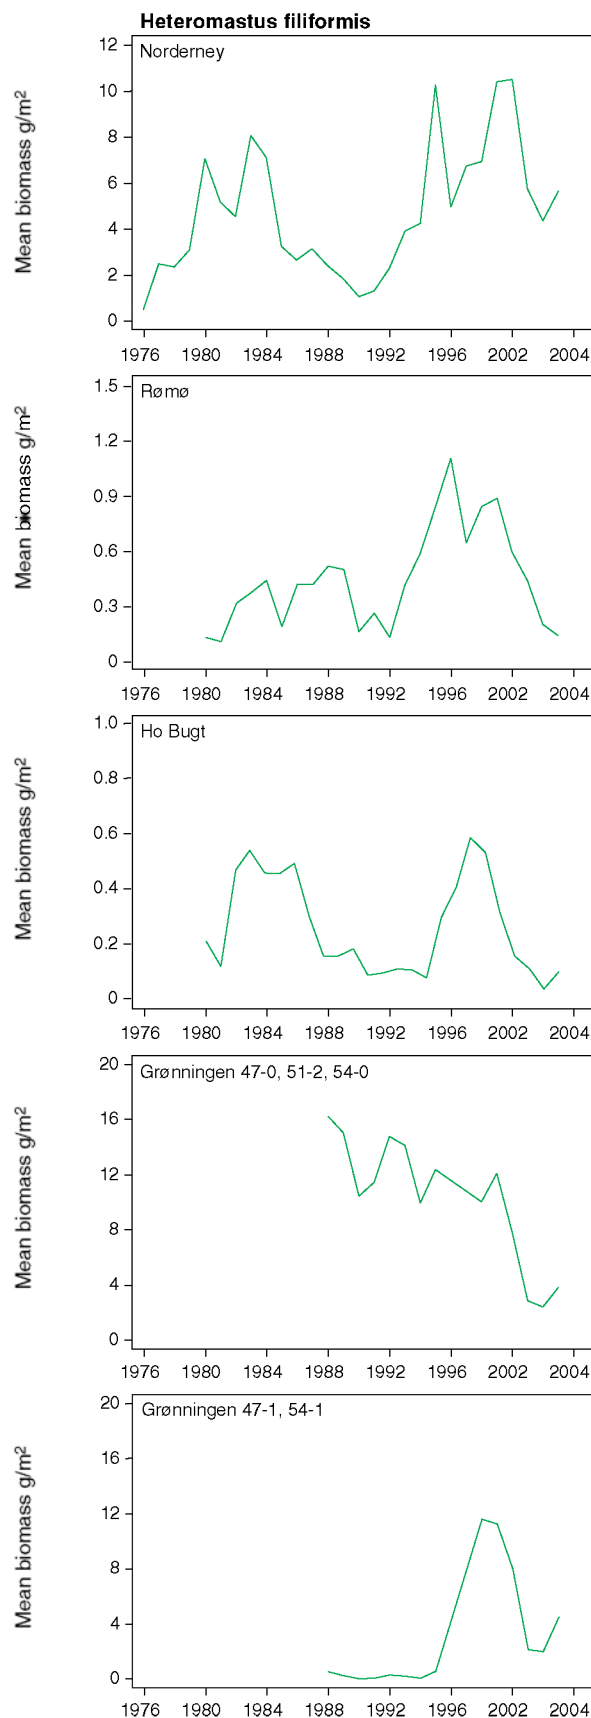 Heteromastus filiformis
Norderney
Mean biomass g/m²
12
10
8
6
4
2
0
1976 1980 1984 1988 1992 1996 2002 2004
Rømø
Mean biomass g/m²
1.5
1.2
0.9
0.6
0.3
0
1976 1980 1984 1988 1992 1996 2002 2004
Ho Bugt
Mean biomass g/m²
1.0
0.8
0.6
0.4
0.2
0
1976 1980 1984 1988 1992 1996 2002 2004
Grønningen 47-0, 51-2, 54-0
Mean biomass g/m²
20
16
12
8
4
0
1976 1980 1984 1988 1992 1996 2002 2004
Grønningen 47-1, 54-1
Mean biomass g/m²
20
16
12
8
4
0
1976 1980 1984 1988 1992 1996 2002 2004